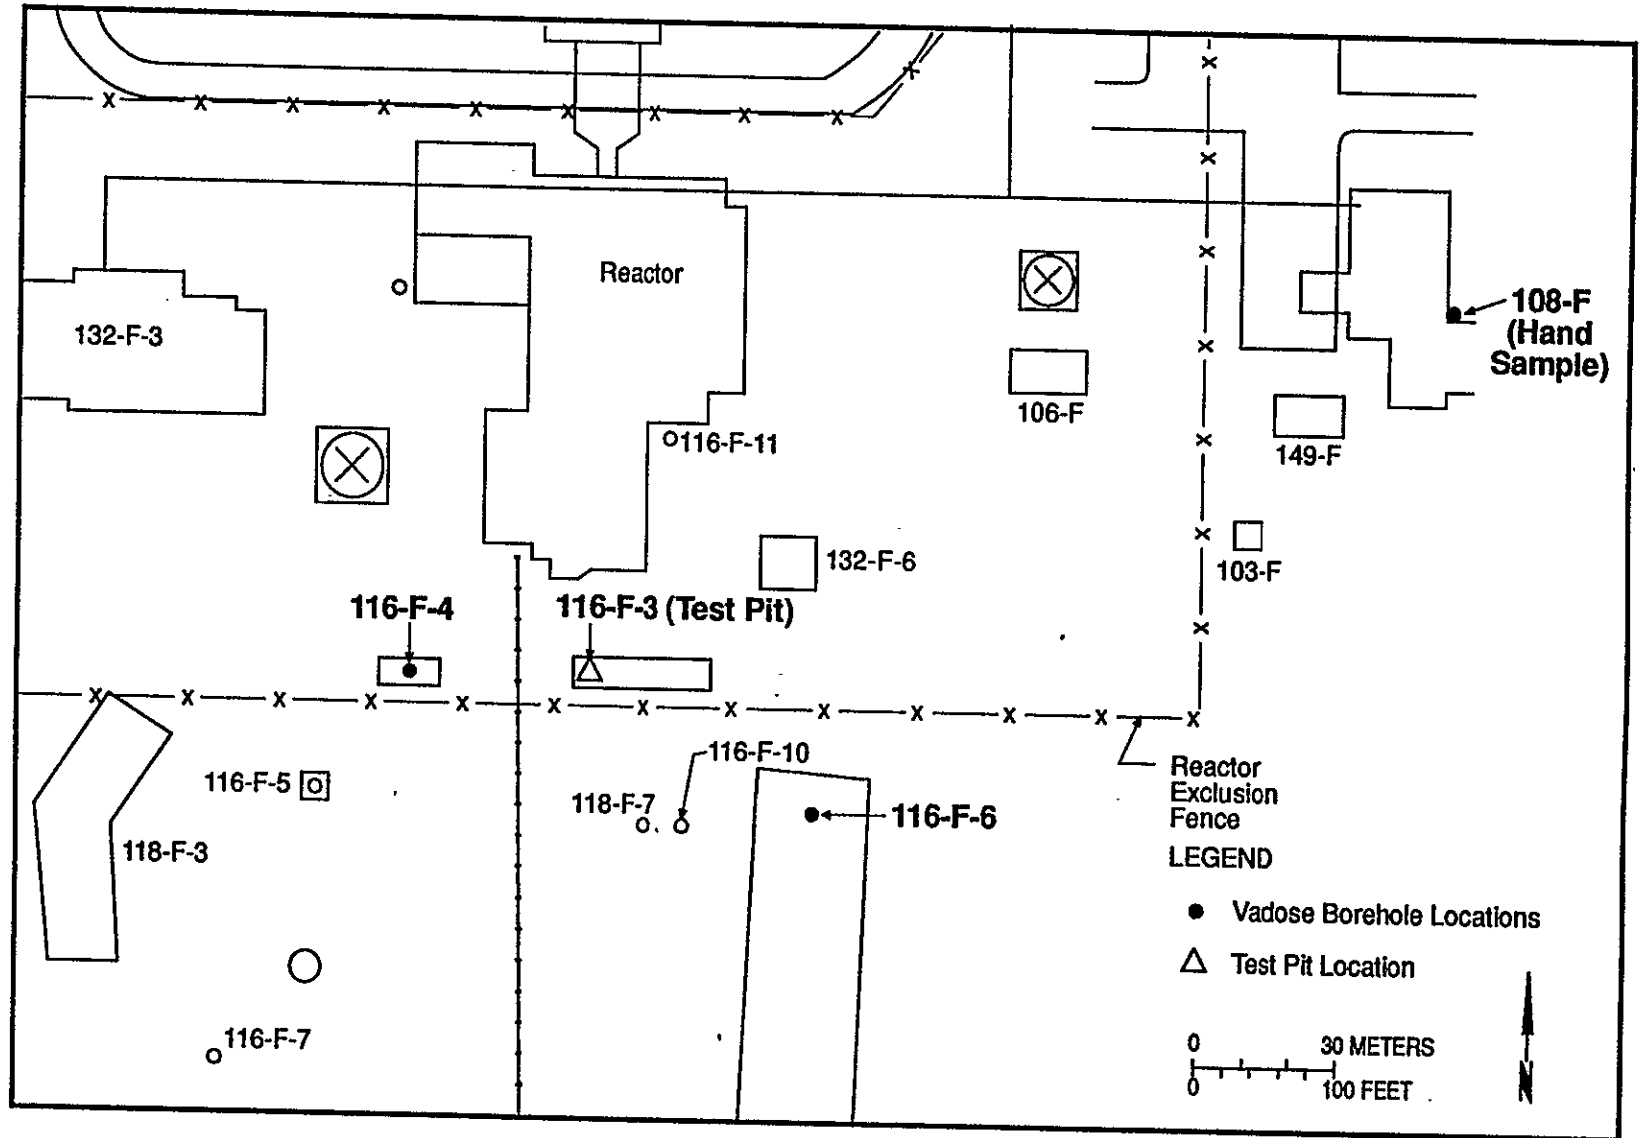 Reactor
132-F-3
108-F
(Hand
Sample)
106-F
149-F
116-F-11
132-F-6
103-F
116-F-4
116-F-3 (Test Pit)
116-F-10
116-F-5
118-F-7
116-F-6
118-F-3
Reactor
Exclusion
Fence
LEGEND
Vadose Borehole Locations
Test Pit Location
116-F-7
0 30 METERS
0 100 FEET
N